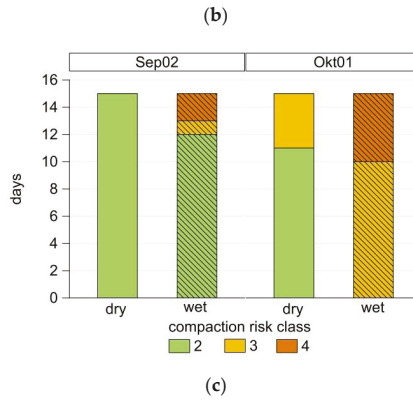 (b)
Sep02 Okt01
16
14
12
10
8
6
4
2
0
days
dry wet dry wet
compaction risk class
2 3 4
(c)